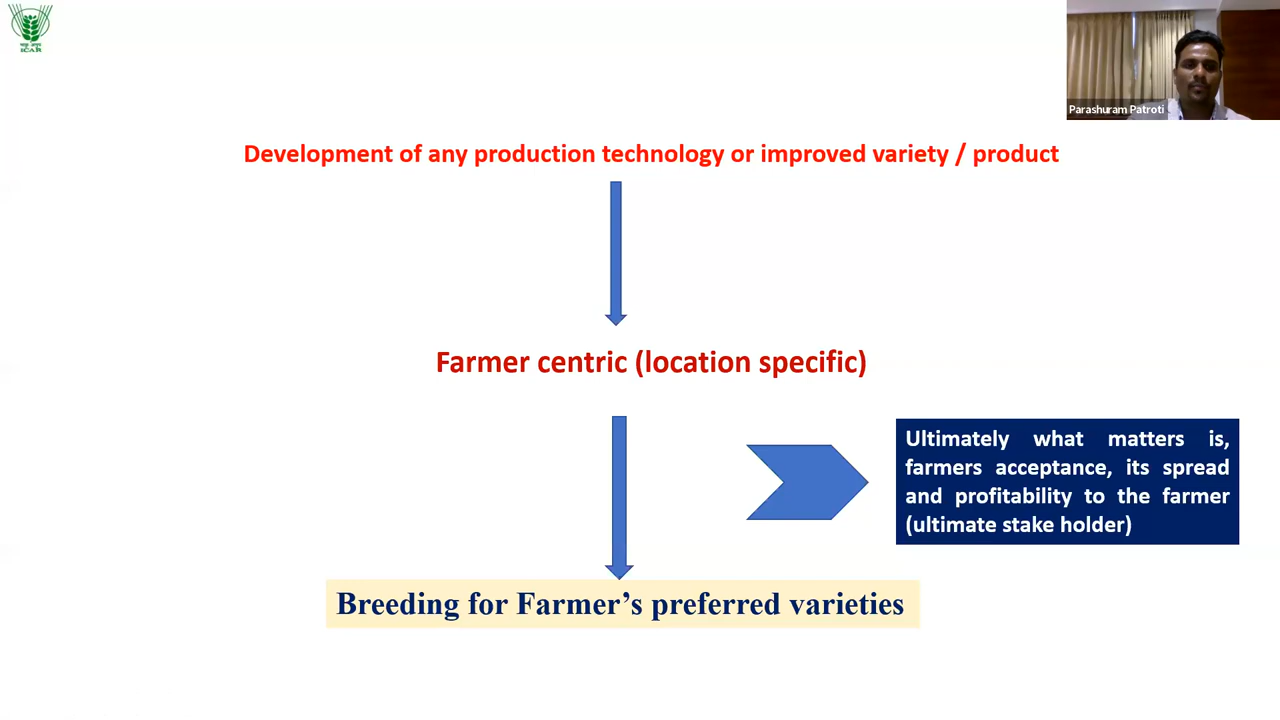 ICAR
Parashuram Patroti
Development of any production technology or improved variety / product
Farmer centric (location specific)
Ultimately what matters is,
farmers acceptance, its spread
and profitability to the farmer
(ultimate stake holder)
Breeding for Farmer’s preferred varieties